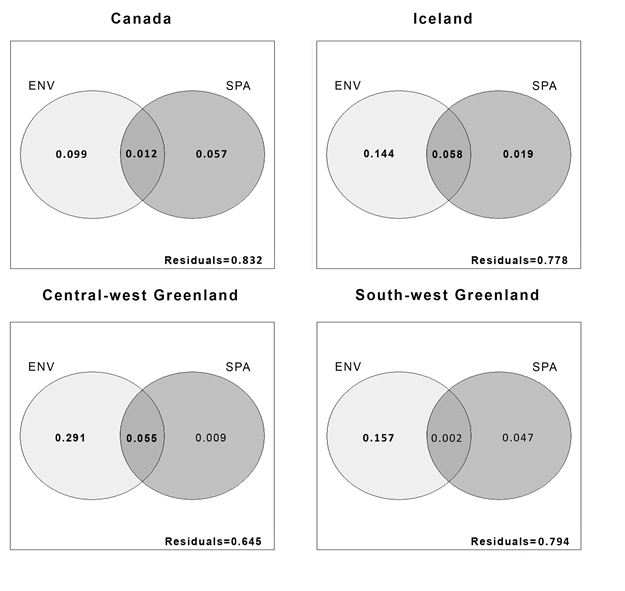 Canada
ENV SPA
0.099 0.012 0.057
Residuals=0.832
Iceland
ENV SPA
0.144 0.058 0.019
Residuals=0.778
Central-west Greenland
ENV SPA
0.291 0.055 0.009
Residuals=0.645
South-west Greenland
ENV SPA
0.157 0.002 0.047
Residuals=0.794